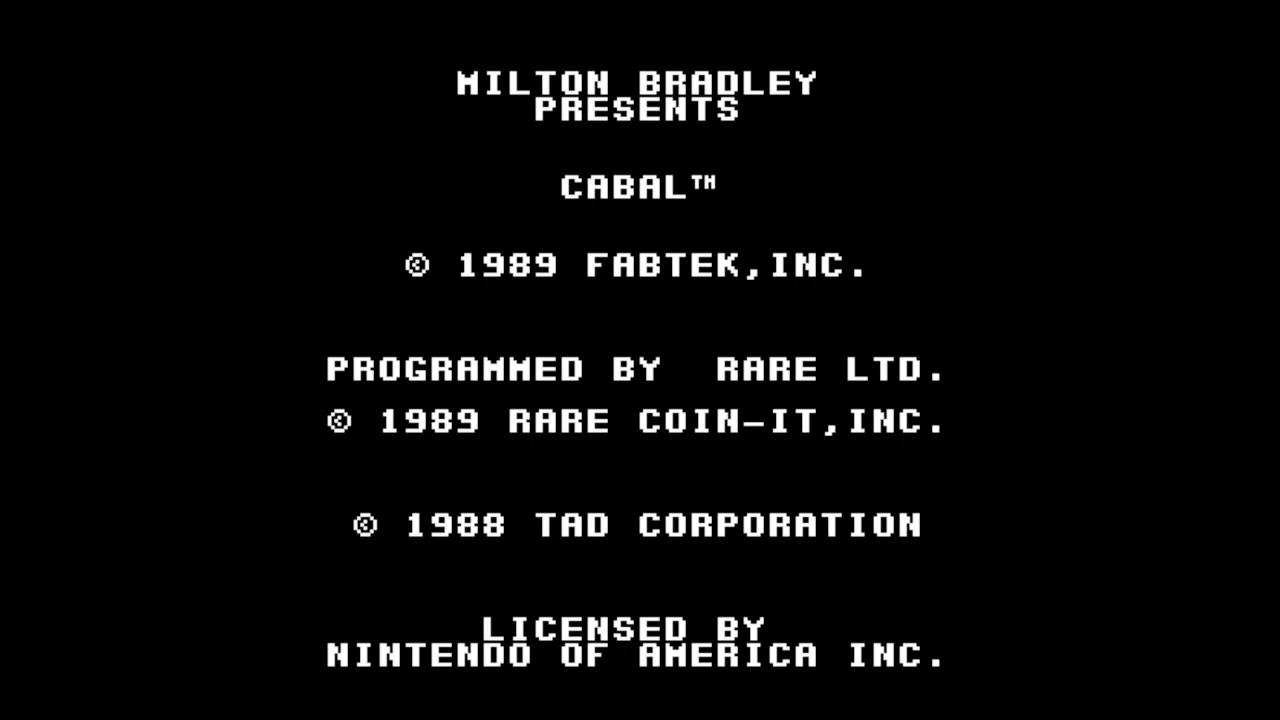 MILTON BRADLEY
PRESENTS
CABAL™
© 1989 FABTEK,INC.
PROGRAMMED BY  RARE LTD.
© 1989 RARE COIN-IT,INC.
© 1988 TAD CORPORATION
LICENSED BY
NINTENDO OF AMERICA INC.